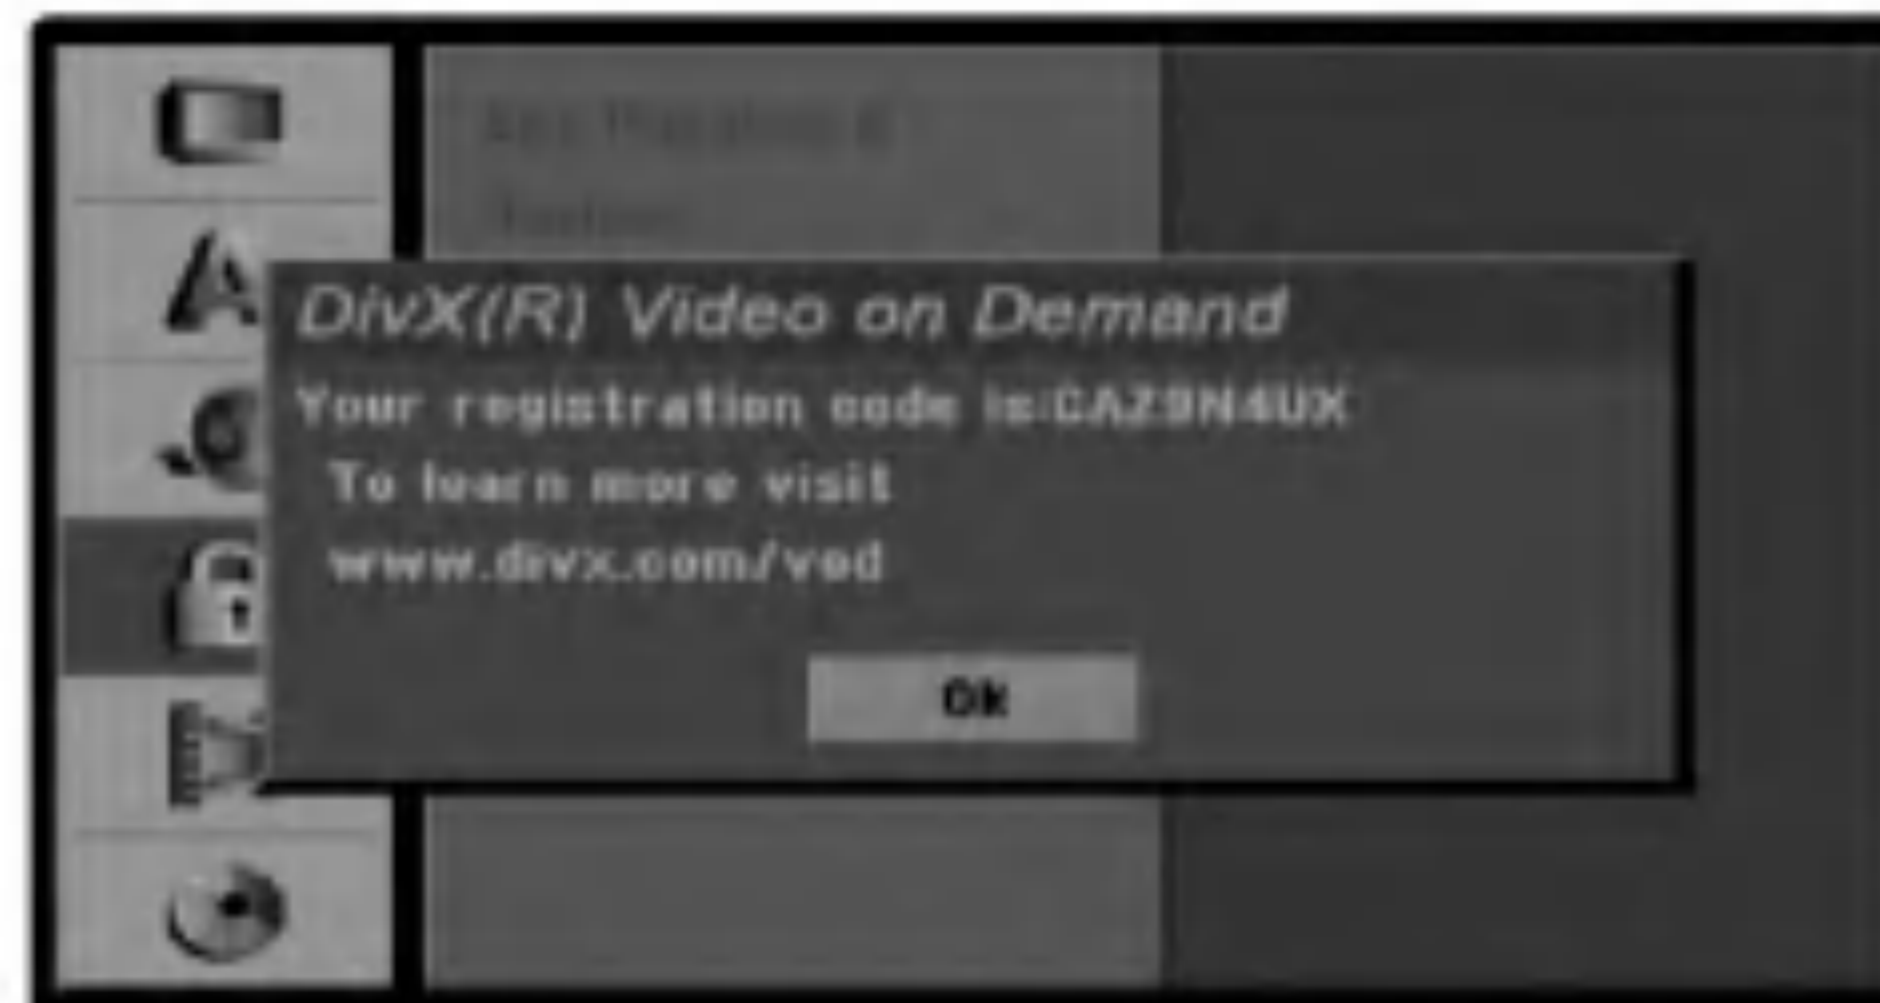 DivX(R) Video on Demand
Your registration code is:CAZ9N4UX
To learn more visit
www.divx.com/vod
Ok